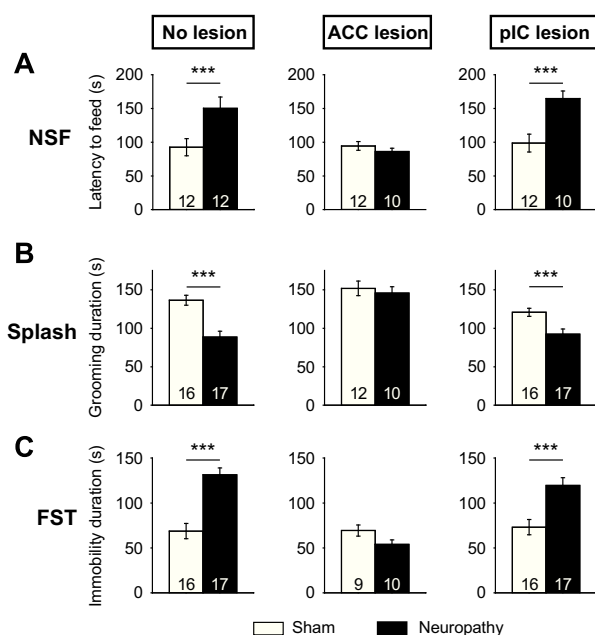 No lesion ACC lesion pIC lesion
A
NSF
Latency to feed (s)
200 200 200
*** ***
150 150 150
100 100 100
50 50 50
12 12 12 10 12 10
0 0 0
B
Splash
Grooming duration (s)
*** ***
150 150 150
100 100 100
50 50 50
16 17 12 10 16 17
0 0 0
C
FST
Immobility duration (s)
150 150 150
*** ***
100 100 100
50 50 50
16 17 9 10 16 17
0 0 0
Sham Neuropathy